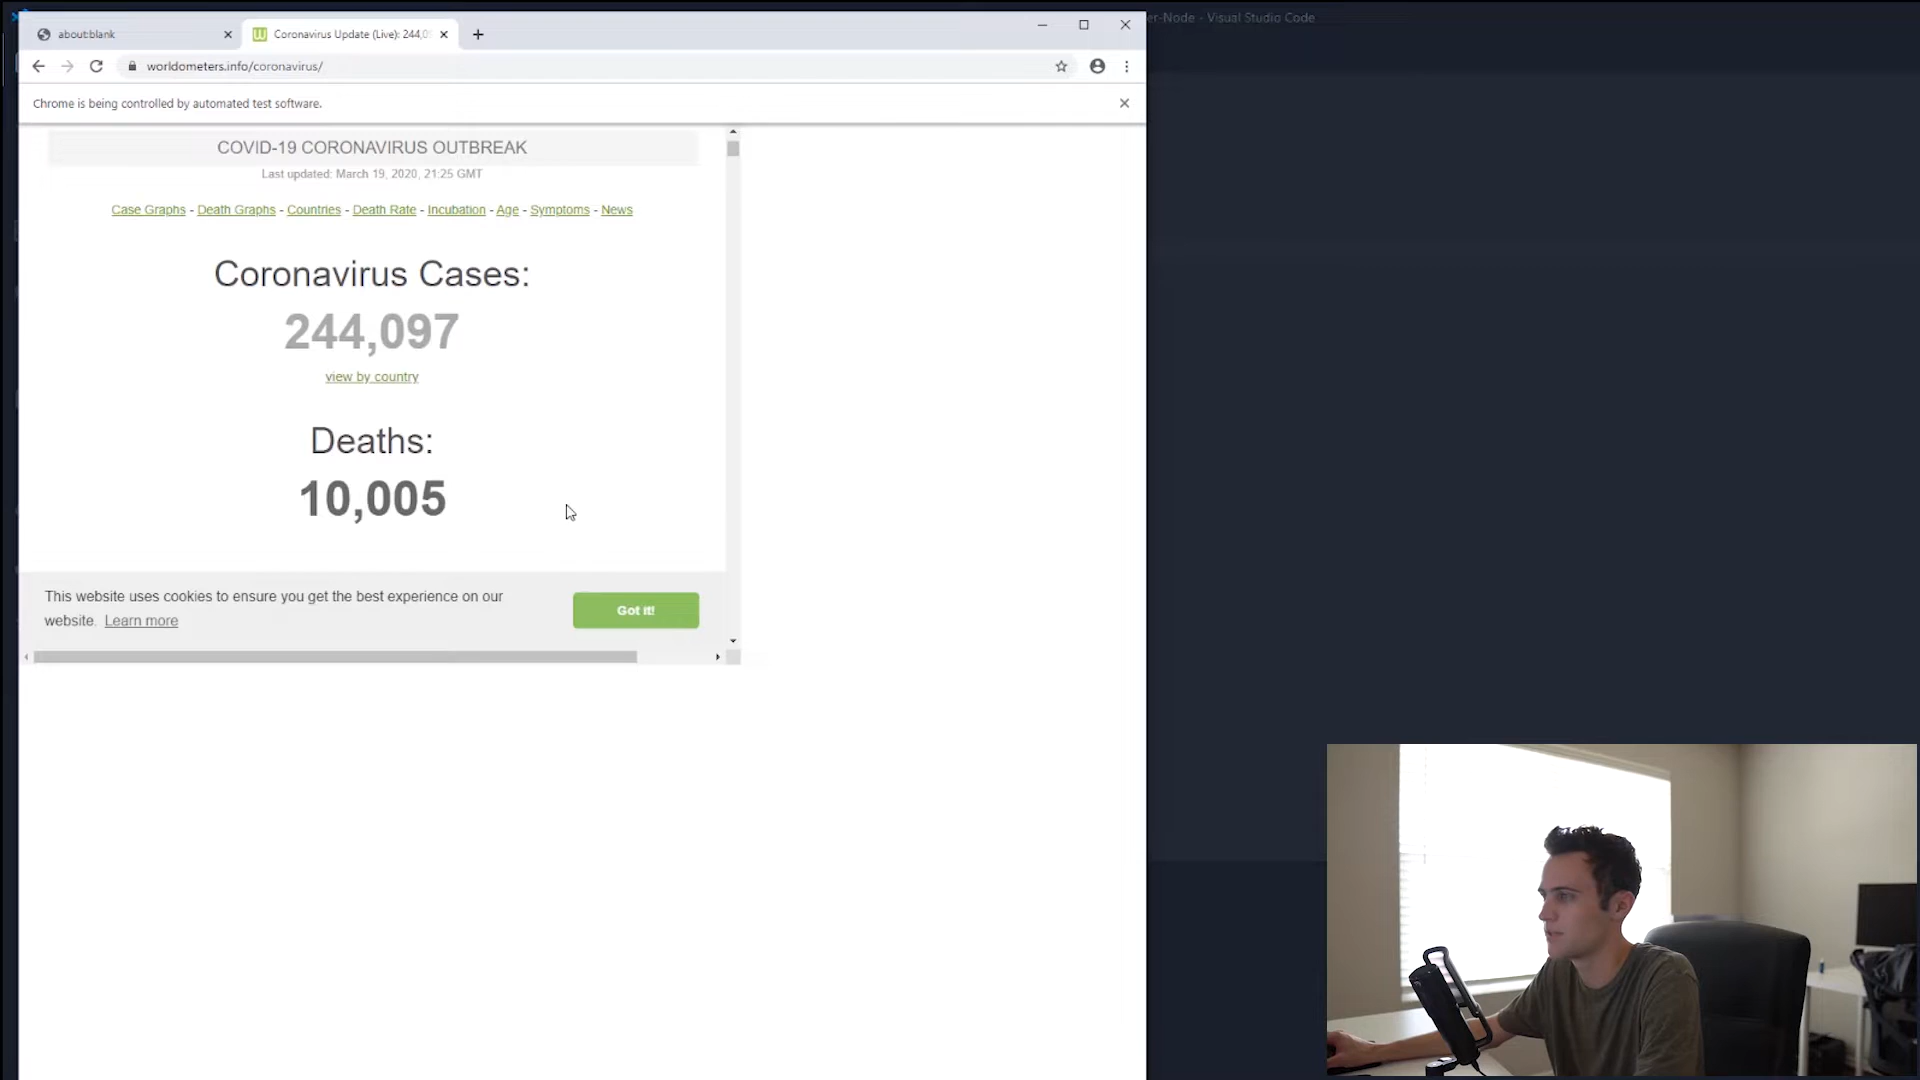 er-Node - Visual Studio Code
about:blank
Coronavirus Update (Live): 244,0
worldometers.info/coronavirus/
Chrome is being controlled by automated test software.
COVID-19 CORONAVIRUS OUTBREAK
Last updated: March 19, 2020, 21:25 GMT
Case Graphs - Death Graphs - Countries - Death Rate - Incubation - Age - Symptoms - News
Coronavirus Cases:
244,097
view by country
Deaths:
10,005
This website uses cookies to ensure you get the best experience on our
website. Learn more
Got it!